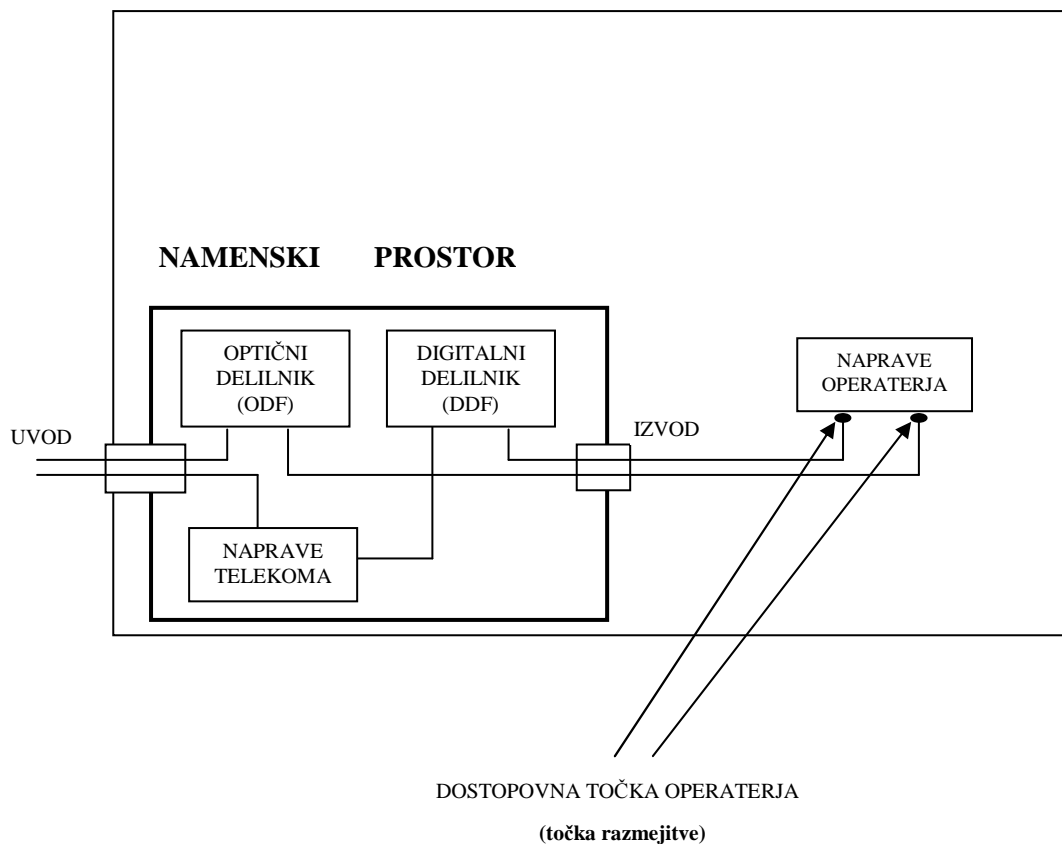 NAMENSKI PROSTOR
OPTIČNI
DELILNIK
(ODF)
DIGITALNI
DELILNIK
(DDF)
NAPRAVE
OPERATERJA
UVOD
IZVOD
NAPRAVE
TELEKOMA
DOSTOPOVNA TOČKA OPERATERJA
(točka razmejitve)